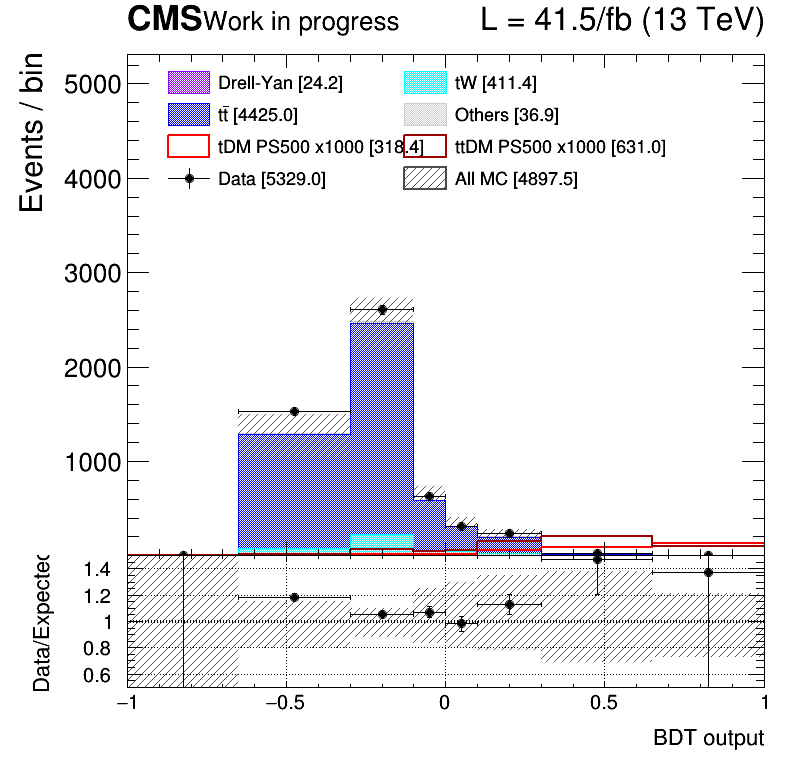 CMS Work in progress L = 41.5/fb (13 TeV)
Events / bin
5000
4000
3000
2000
1000
Drell-Yan [24.2] tW [411.4]
tt̄ [4425.0] Others [36.9]
tDM PS500 x1000 [318.4] ttDM PS500 x1000 [631.0]
Data [5329.0] All MC [4897.5]
Data/Expected
1.4
1.2
1
0.8
0.6
−1 −0.5 0 0.5 1
BDT output